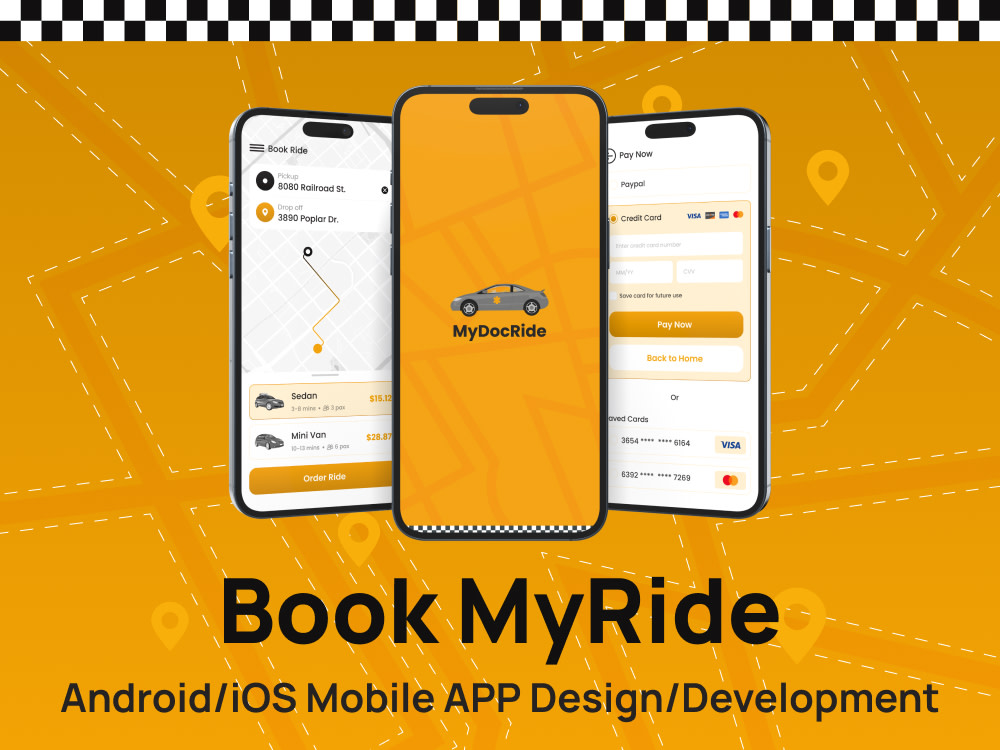 Book Ride
Pickup
8080 Railroad St.
Drop off
3890 Poplar Dr.
Sedan
$15.12
3-8 mins • 3 pax
Mini Van
$28.87
10-13 mins • 6 pax
Order Ride
MyDocRide
Pay Now
Paypal
Credit Card
VISA
Enter credit card number
MM/YY
CVV
Save card for future use
Pay Now
Back to Home
Or
aved Cards
3654 **** **** 6164
VISA
6392 **** **** 7269
Book MyRide
Android/iOS Mobile APP Design/Development